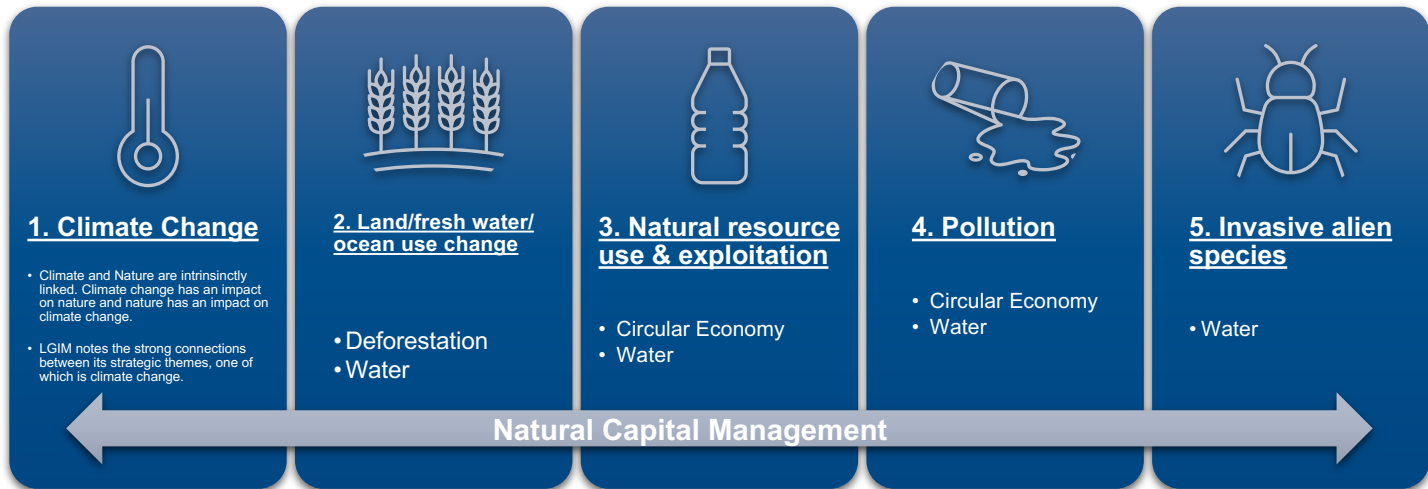 1. Climate Change
• Climate and Nature are intrinsinctly
linked. Climate change has an impact
on nature and nature has an impact on
climate change.
• LGIM notes the strong connections
between its strategic themes, one of
which is climate change.
2. Land/fresh water/
ocean use change
• Deforestation
• Water
3. Natural resource
use & exploitation
• Circular Economy
• Water
4. Pollution
• Circular Economy
• Water
5. Invasive alien
species
• Water
Natural Capital Management